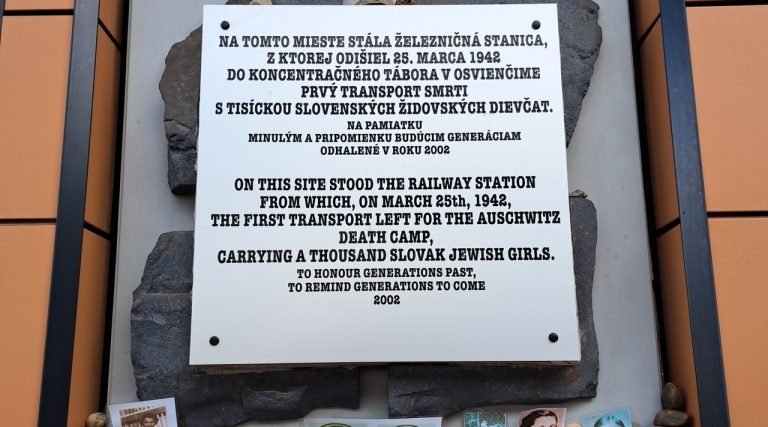 NA TOMTO MIESTE STÁLA ŽELEZNIČNÁ STANICA,
Z KTOREJ ODIŠIEL 25. MARCA 1942
DO KONCENTRAČNÉHO TÁBORA V OSVIENČIME
PRVÝ TRANSPORT SMRTI
S TISÍCKOU SLOVENSKÝCH ŽIDOVSKÝCH DIEVČAT.
NA PAMIATKU
MINULÝM A PRIPOMIENKU BUDÚCIM GENERÁCIAM
ODHALENÉ V ROKU 2002
ON THIS SITE STOOD THE RAILWAY STATION
FROM WHICH, ON MARCH 25th, 1942,
THE FIRST TRANSPORT LEFT FOR THE AUSCHWITZ
DEATH CAMP,
CARRYING A THOUSAND SLOVAK JEWISH GIRLS.
TO HONOUR GENERATIONS PAST,
TO REMIND GENERATIONS TO COME
2002